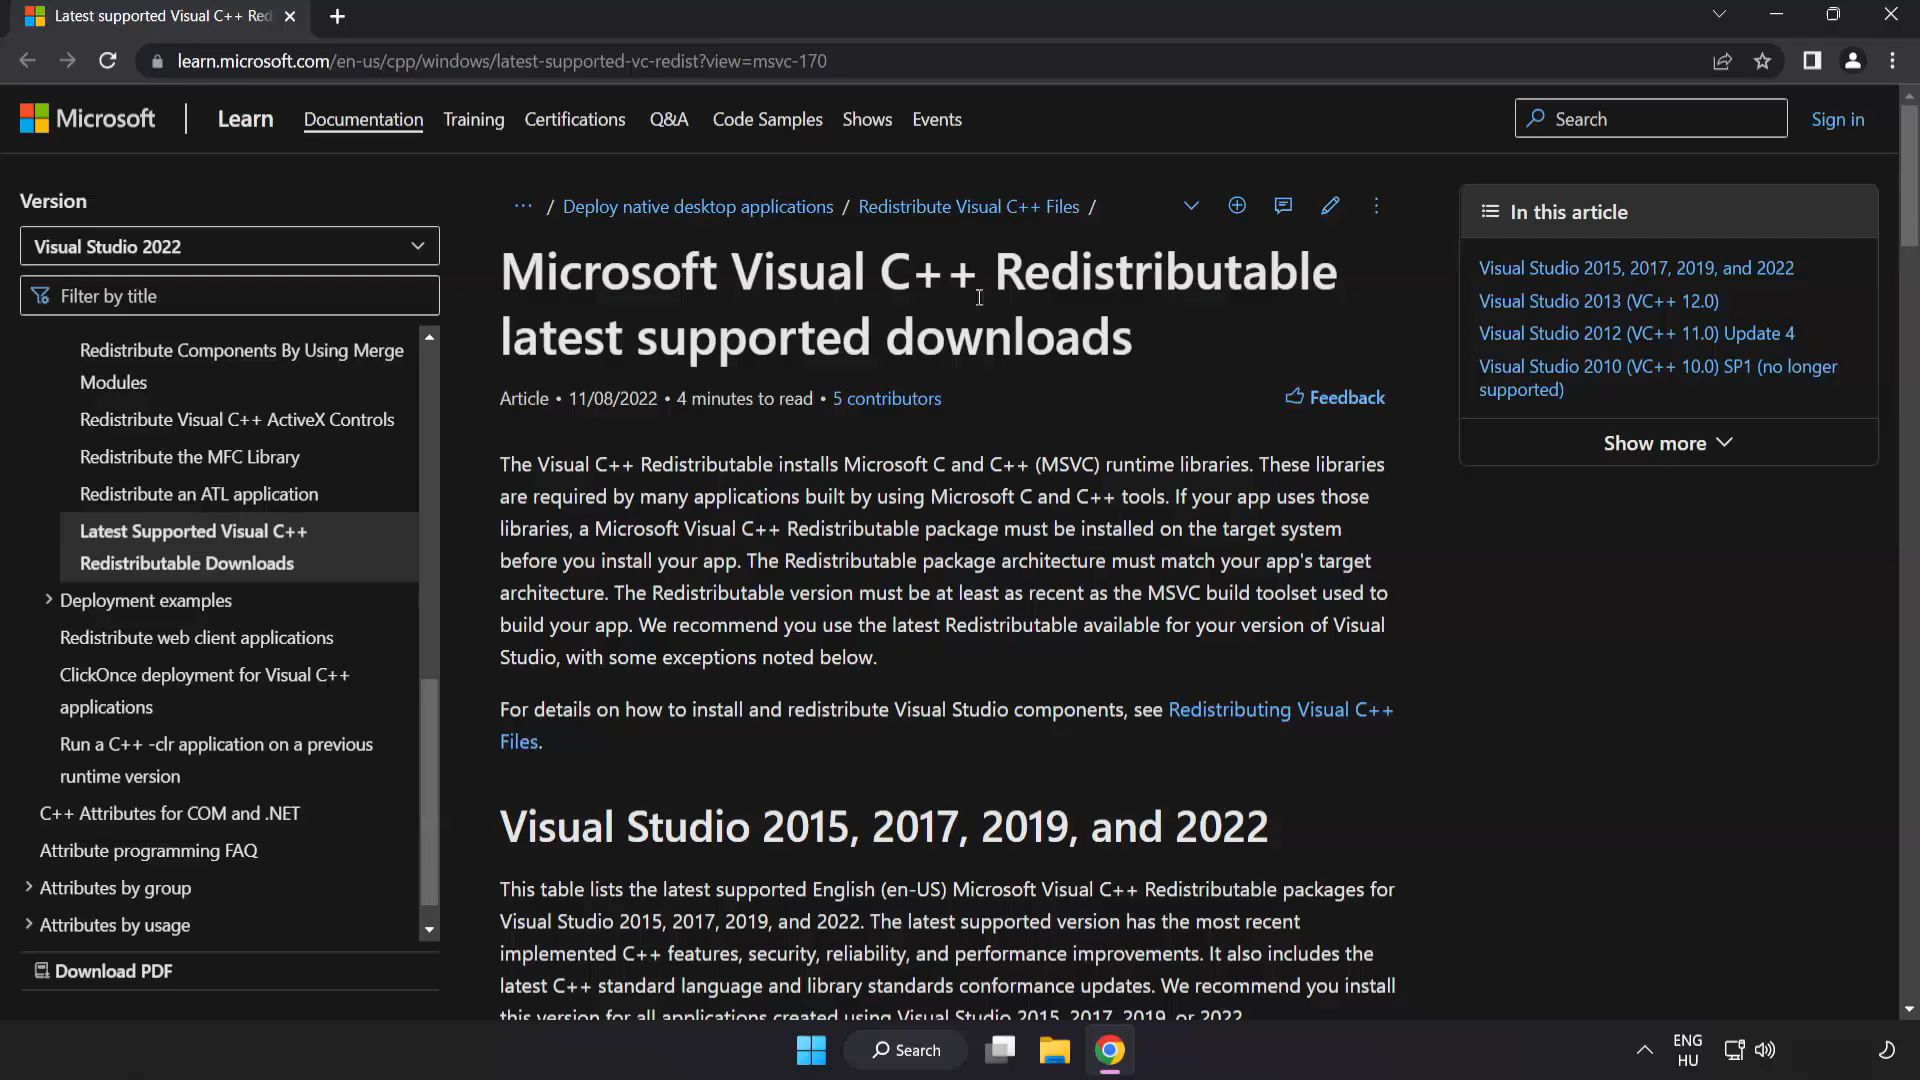 Latest supported Visual C++ Red
learn.microsoft.com/en-us/cpp/windows/latest-supported-vc-redist?view=msvc-170
Microsoft
Learn
Documentation
Training
Certifications
Q&A
Code Samples
Shows
Events
Search
Sign in
Version
Visual Studio 2022
Filter by title
Redistribute Components By Using Merge
Modules
Redistribute Visual C++ ActiveX Controls
Redistribute the MFC Library
Redistribute an ATL application
Latest Supported Visual C++
Redistributable Downloads
Deployment examples
Redistribute web client applications
ClickOnce deployment for Visual C++
applications
Run a C++ -clr application on a previous
runtime version
C++ Attributes for COM and .NET
Attribute programming FAQ
Attributes by group
Attributes by usage
Download PDF
··· / Deploy native desktop applications / Redistribute Visual C++ Files /
Microsoft Visual C++ Redistributable
latest supported downloads
Article • 11/08/2022 • 4 minutes to read • 5 contributors
Feedback
The Visual C++ Redistributable installs Microsoft C and C++ (MSVC) runtime libraries. These libraries
are required by many applications built by using Microsoft C and C++ tools. If your app uses those
libraries, a Microsoft Visual C++ Redistributable package must be installed on the target system
before you install your app. The Redistributable package architecture must match your app's target
architecture. The Redistributable version must be at least as recent as the MSVC build toolset used to
build your app. We recommend you use the latest Redistributable available for your version of Visual
Studio, with some exceptions noted below.
For details on how to install and redistribute Visual Studio components, see Redistributing Visual C++
Files.
Visual Studio 2015, 2017, 2019, and 2022
This table lists the latest supported English (en-US) Microsoft Visual C++ Redistributable packages for
Visual Studio 2015, 2017, 2019, and 2022. The latest supported version has the most recent
implemented C++ features, security, reliability, and performance improvements. It also includes the
latest C++ standard language and library standards conformance updates. We recommend you install
this version for all applications created using Visual Studio 2015, 2017, 2019, or 2022.
In this article
Visual Studio 2015, 2017, 2019, and 2022
Visual Studio 2013 (VC++ 12.0)
Visual Studio 2012 (VC++ 11.0) Update 4
Visual Studio 2010 (VC++ 10.0) SP1 (no longer
supported)
Show more
Search
ENG
HU